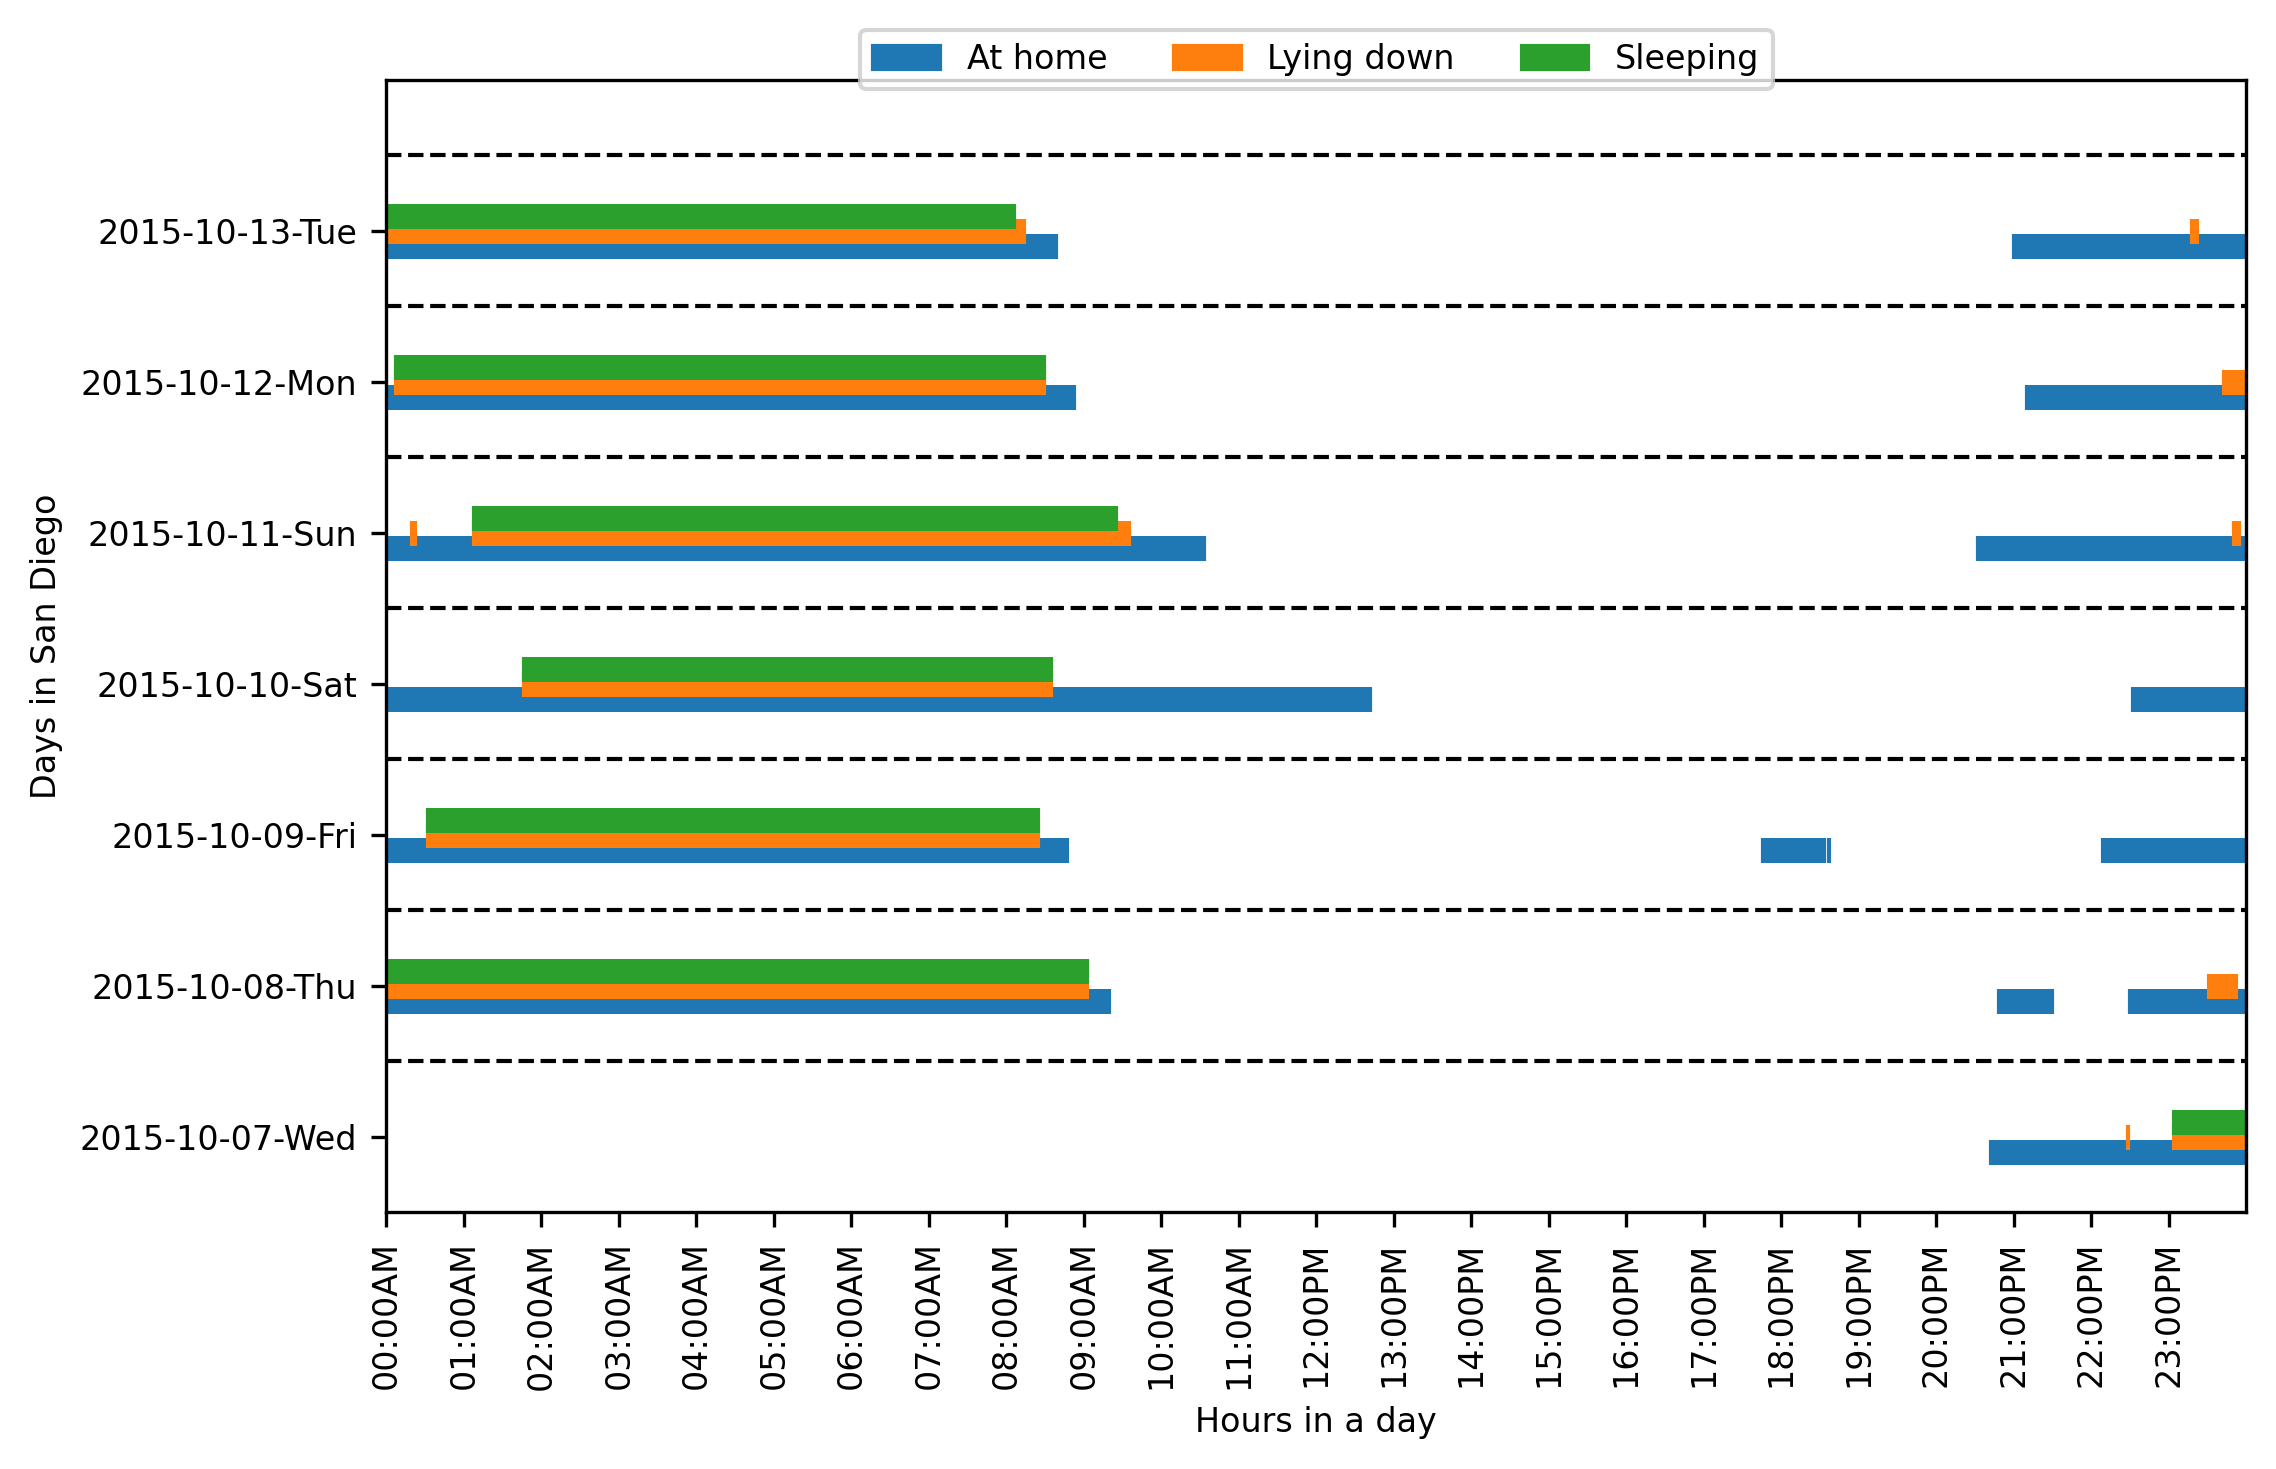 At home Lying down Sleeping
2015-10-13-Tue
2015-10-12-Mon
2015-10-11-Sun
2015-10-10-Sat
2015-10-09-Fri
2015-10-08-Thu
2015-10-07-Wed
Days in San Diego
00:00AM 01:00AM 02:00AM 03:00AM 04:00AM 05:00AM 06:00AM 07:00AM 08:00AM 09:00AM 10:00AM 11:00AM 12:00PM 13:00PM 14:00PM 15:00PM 16:00PM 17:00PM 18:00PM 19:00PM 20:00PM 21:00PM 22:00PM 23:00PM
Hours in a day